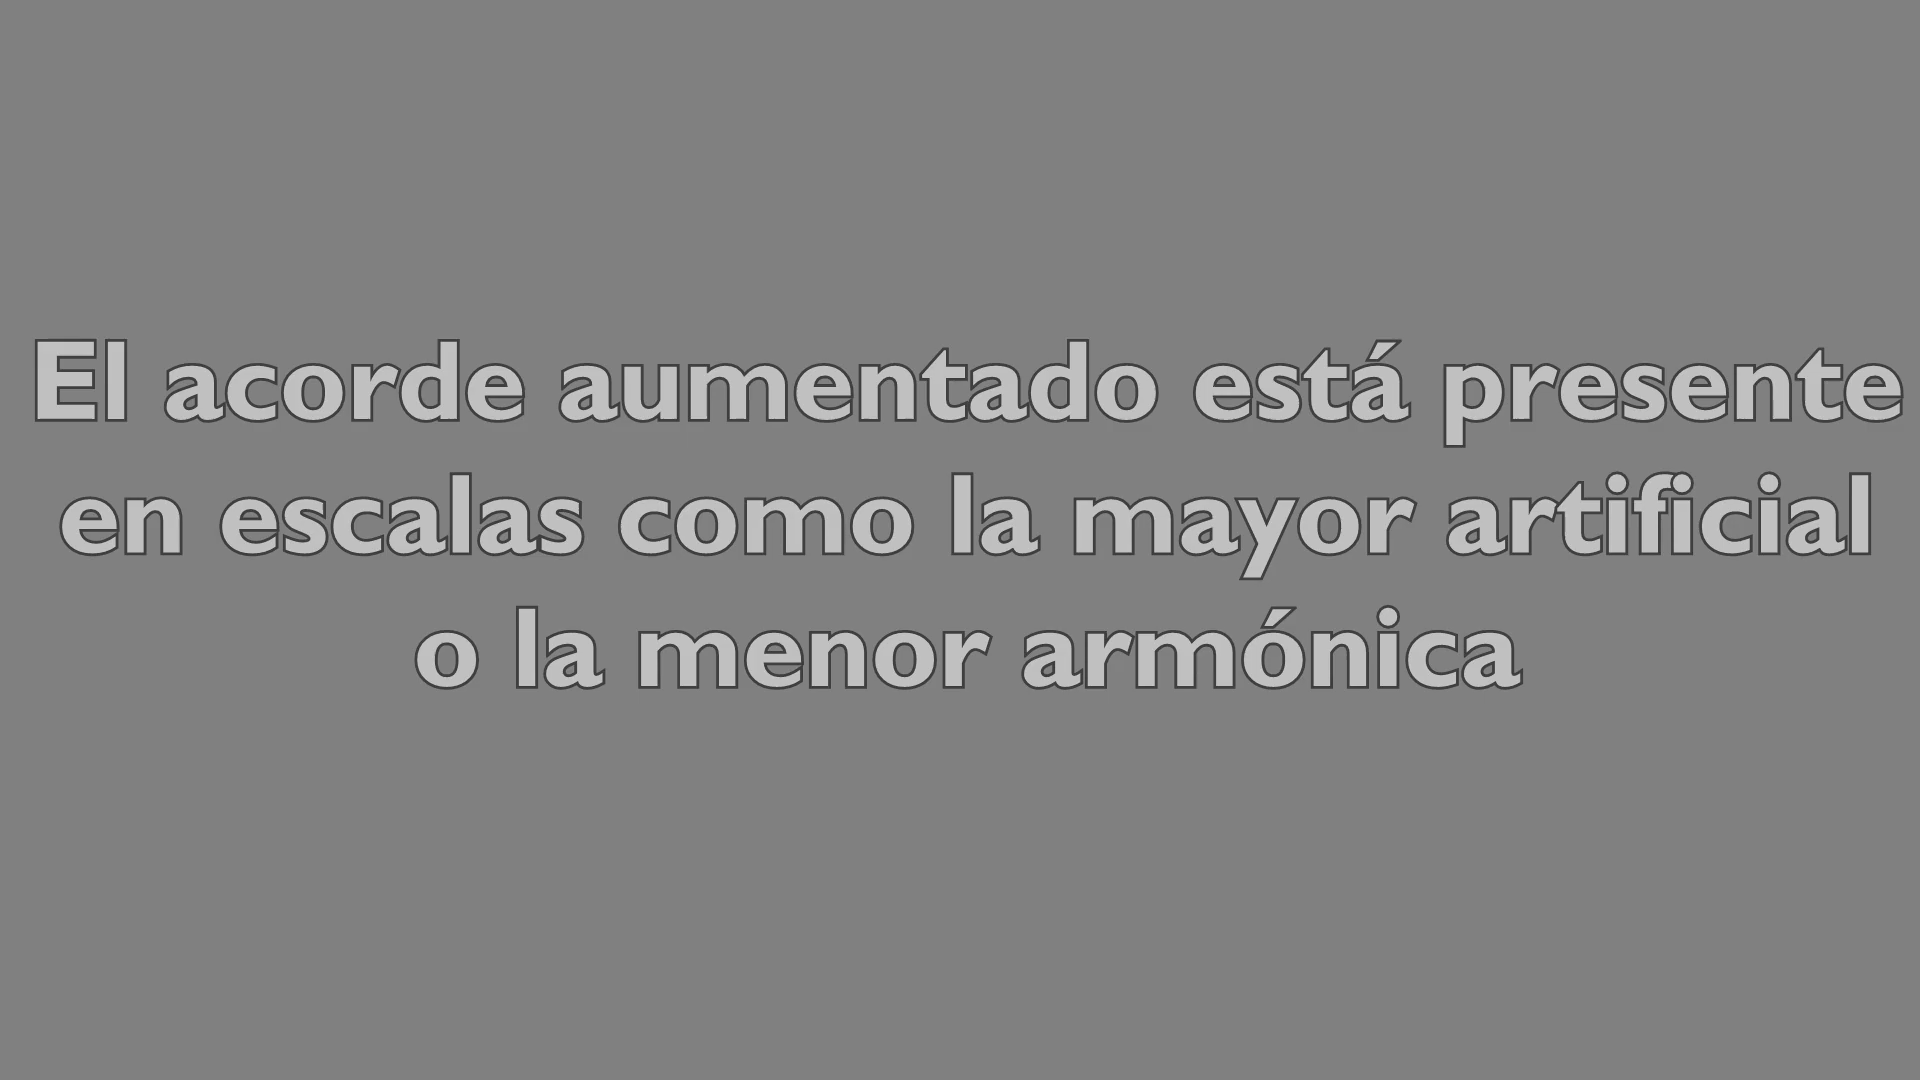 El acorde aumentado está presente
en escalas como la mayor artificial
o la menor armónica